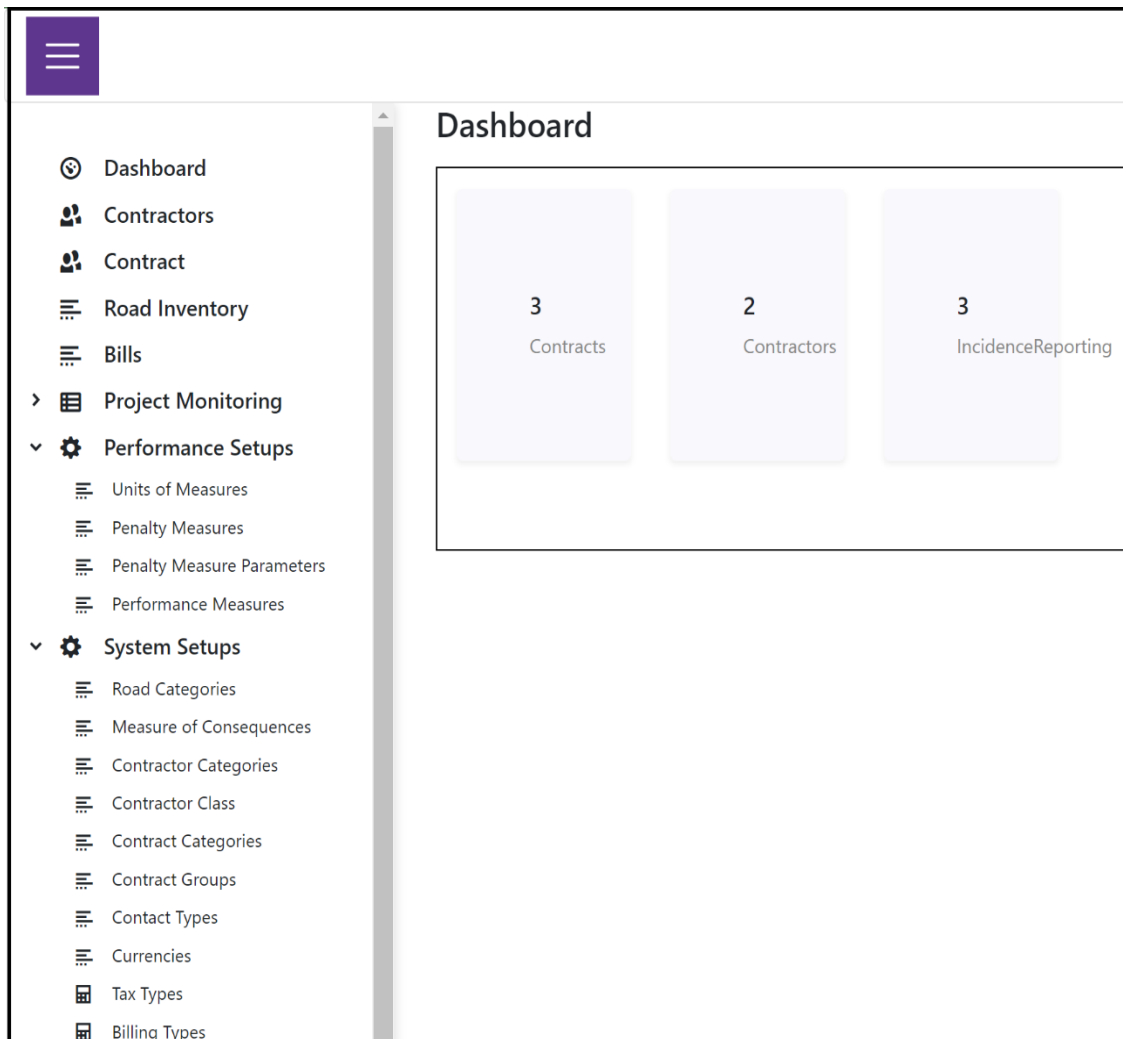 Dashboard
Contractors
Contract
Road Inventory
Bills
Project Monitoring
Performance Setups
Units of Measures
Penalty Measures
Penalty Measure Parameters
Performance Measures
System Setups
Road Categories
Measure of Consequences
Contractor Categories
Contractor Class
Contract Categories
Contract Groups
Contact Types
Currencies
Tax Types
Billing Types
Dashboard
3
Contracts
2
Contractors
3
IncidenceReporting